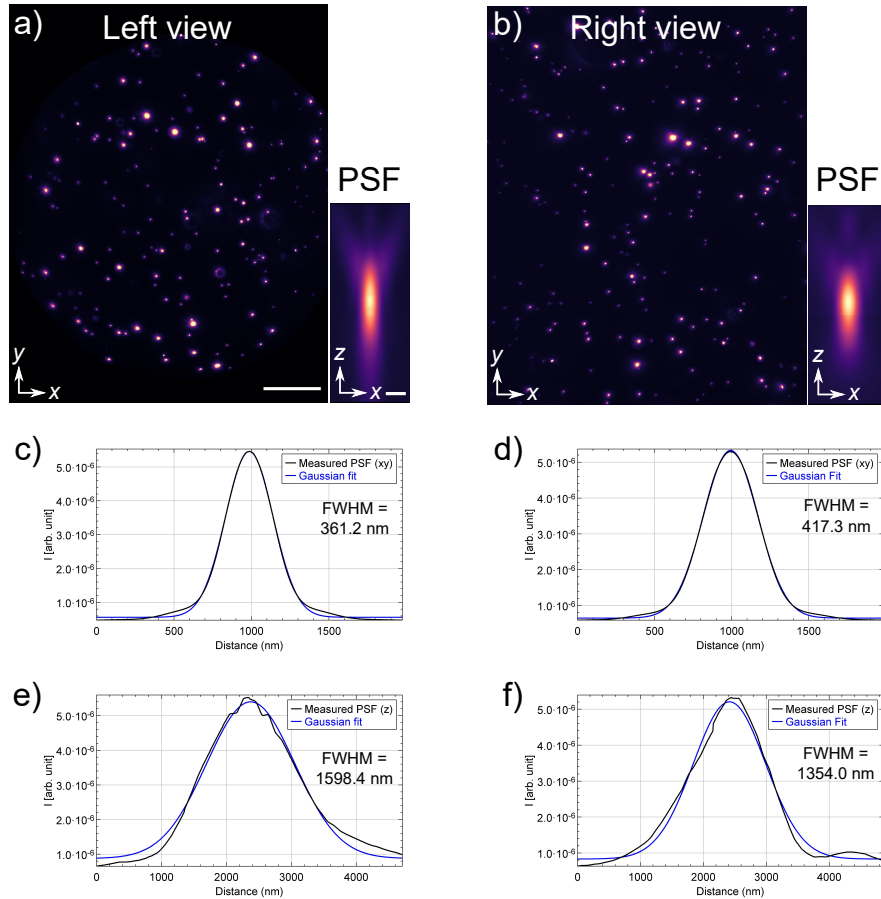 a) Left view
b) Right view
PSF
PSF
y
x
z
x
y
x
z
x
c)
5.0·10-6
4.0·10-6
3.0·10-6
2.0·10-6
1.0·10-6
I [arb. unit]
Measured PSF (xy)
Gaussian fit
FWHM =
361.2 nm
0 500 1000 1500
Distance (nm)
d)
5.0·10-6
4.0·10-6
3.0·10-6
2.0·10-6
1.0·10-6
I [arb. unit]
Measured PSF (xy)
Gaussian Fit
FWHM =
417.3 nm
0 500 1000 1500
Distance (nm)
e)
5.0·10-6
4.0·10-6
3.0·10-6
2.0·10-6
1.0·10-6
I [arb. unit]
Measured PSF (z)
Gaussian fit
FWHM =
1598.4 nm
0 1000 2000 3000 4000
Distance (nm)
f)
5.0·10-6
4.0·10-6
3.0·10-6
2.0·10-6
1.0·10-6
I [arb. unit]
Measured PSF (z)
Gaussian Fit
FWHM =
1354.0 nm
0 1000 2000 3000 4000
Distance (nm)